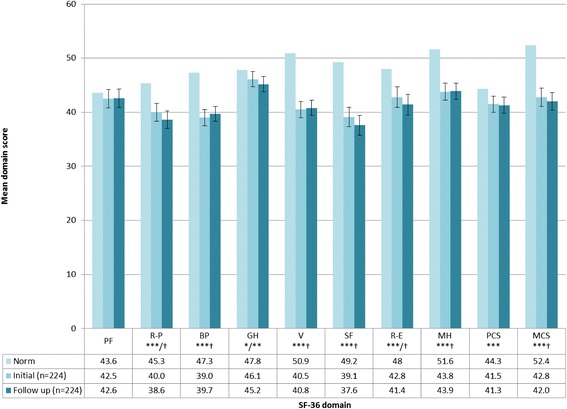 60
50
40
30
20
10
0
Mean domain score
PF R-P BP GH V SF R-E MH PCS MCS
***/† ***† */** ***† ***† ***/† ***† *** ***†
Norm 43.6 45.3 47.3 47.8 50.9 49.2 48 51.6 44.3 52.4
Initial (n=224) 42.5 40.0 39.0 46.1 40.5 39.1 42.8 43.8 41.5 42.8
Follow up (n=224) 42.6 38.6 39.7 45.2 40.8 37.6 41.4 43.9 41.3 42.0
SF-36 domain